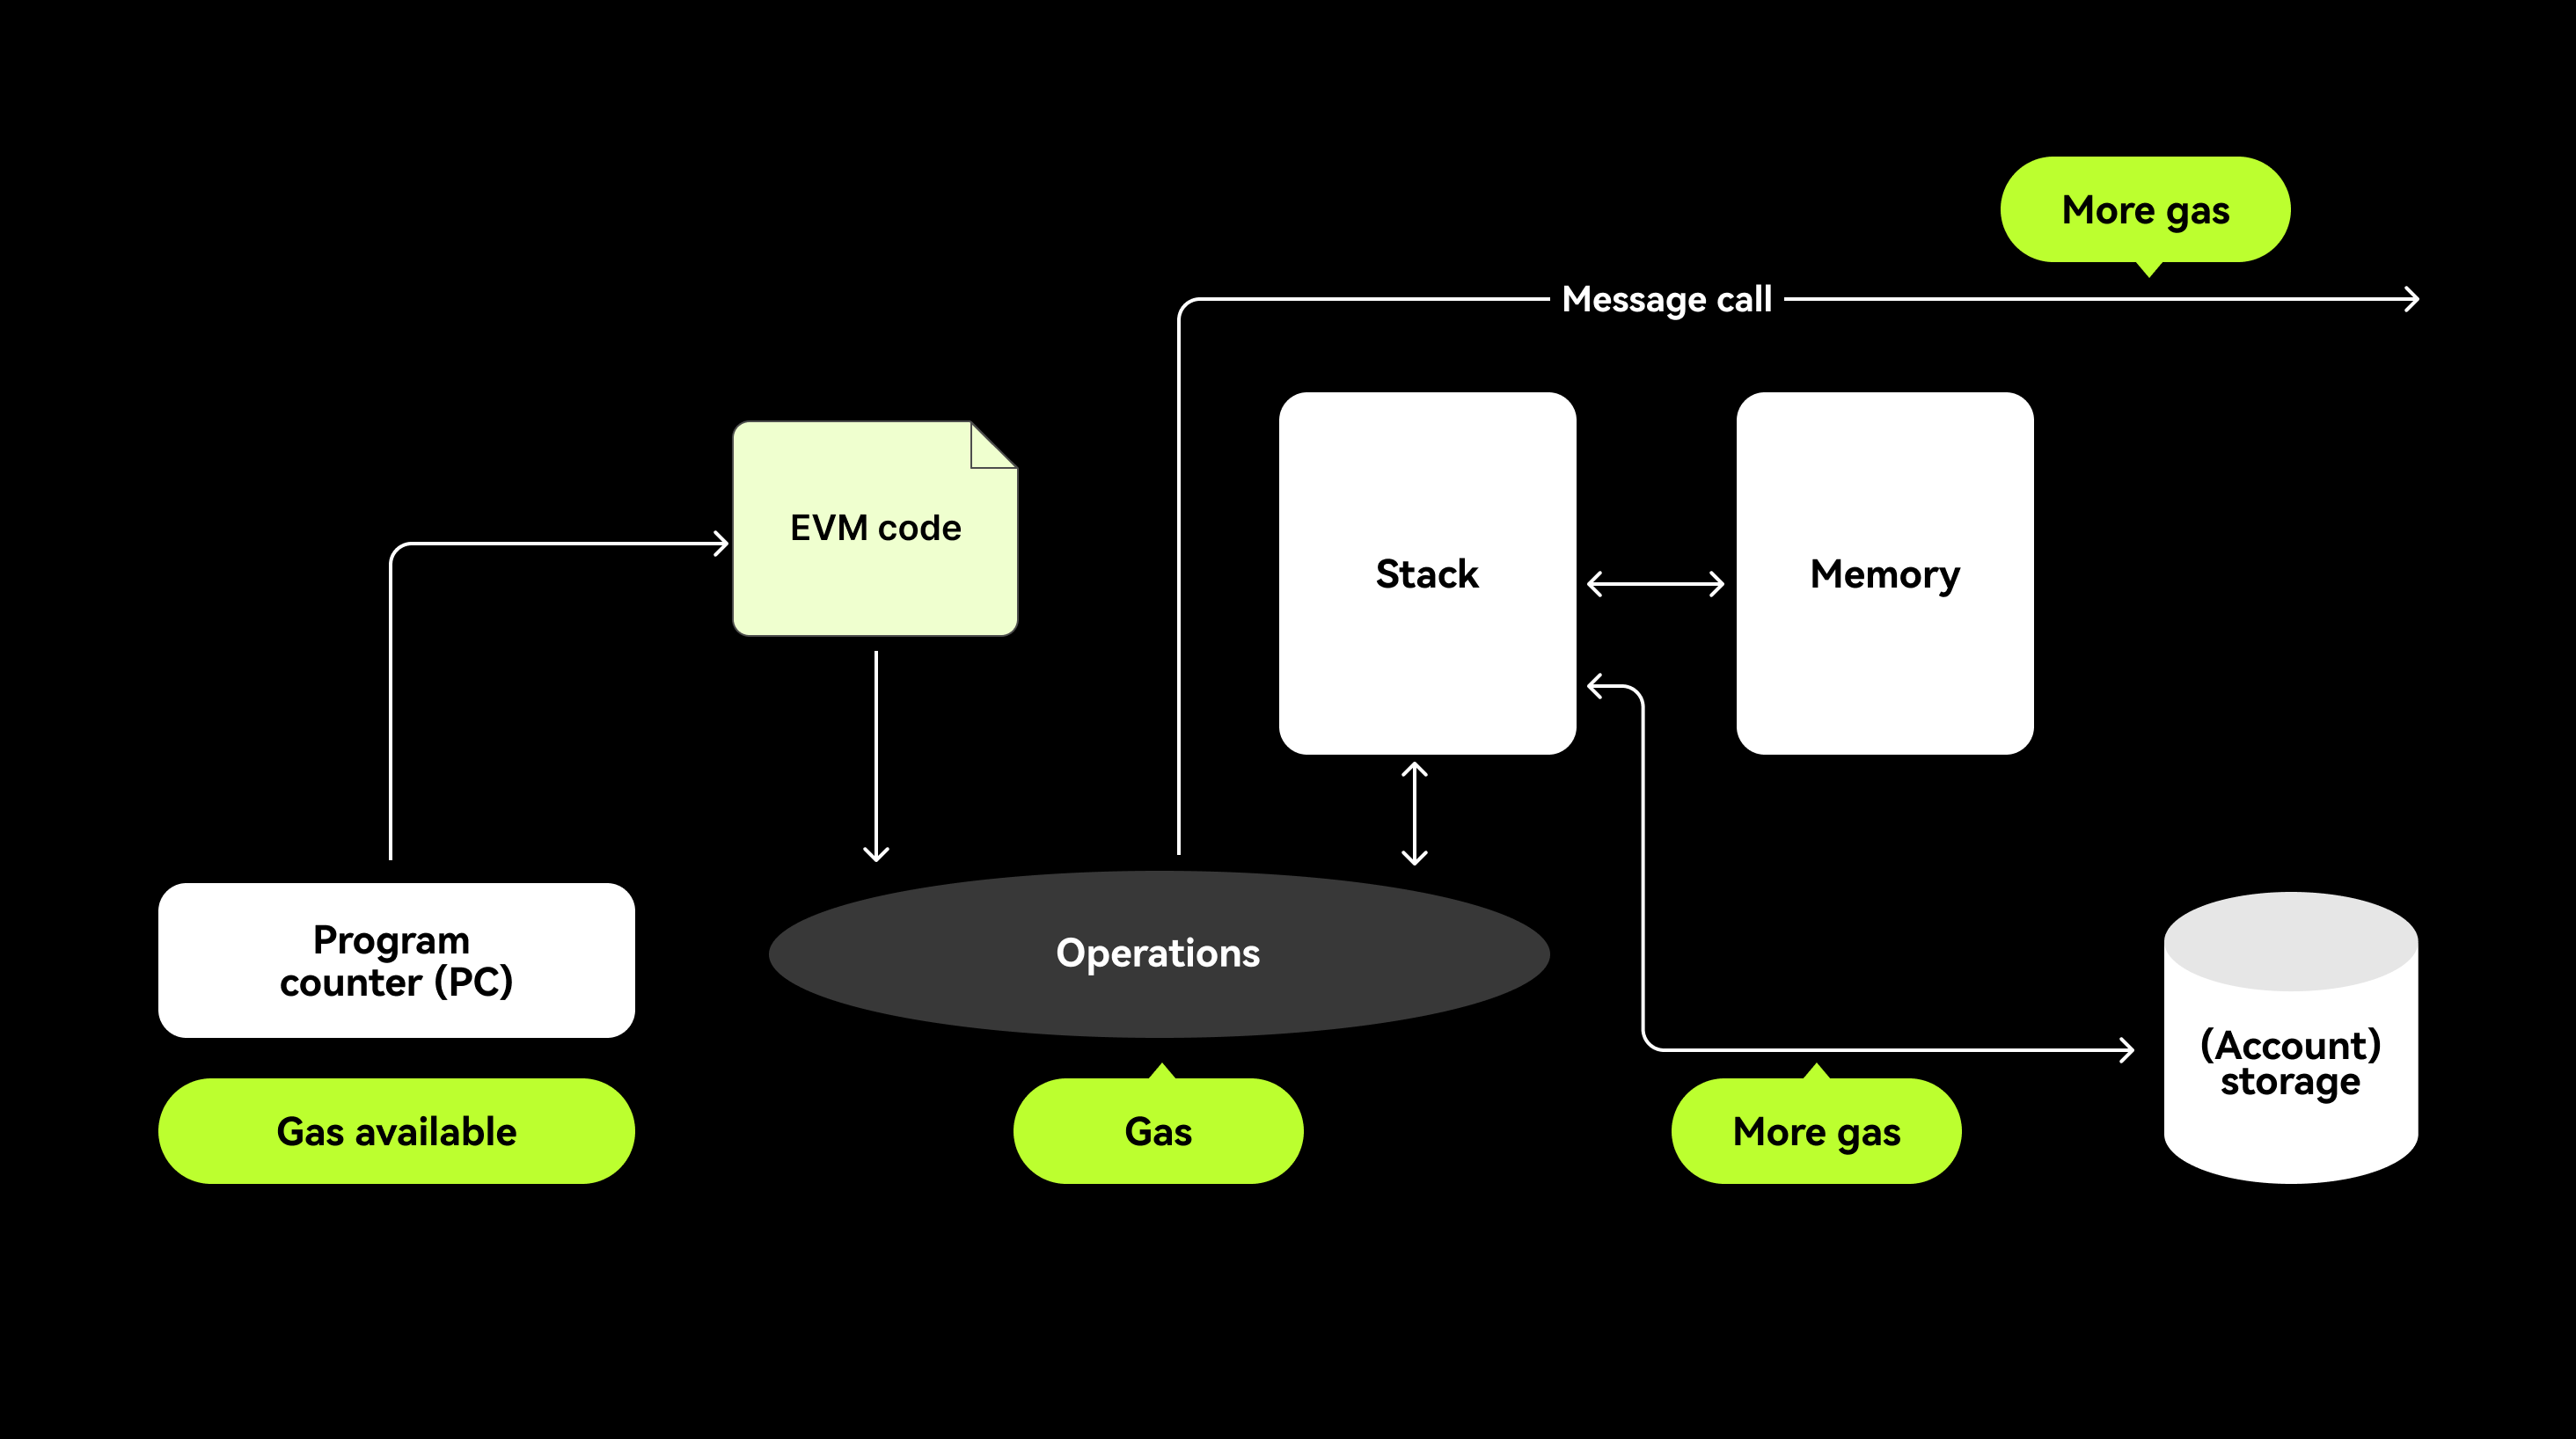 More gas
Message call
EVM code
Stack
Memory
Program
counter (PC)
Operations
(Account)
storage
Gas available
Gas
More gas